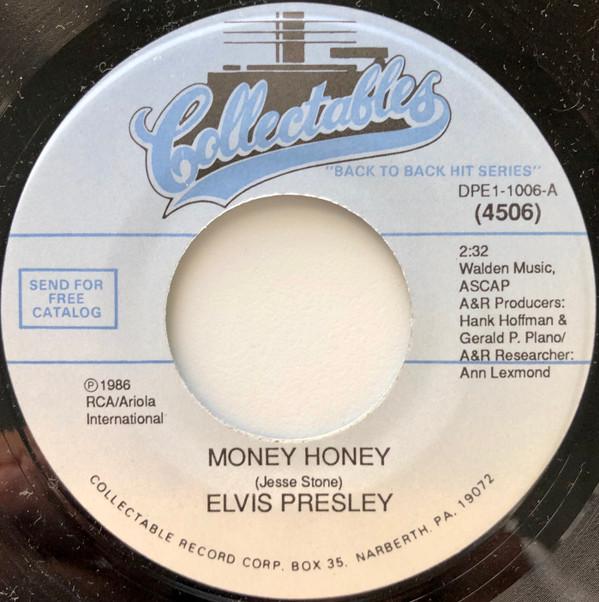 Collectables
"BACK TO BACK HIT SERIES"
DPE1-1006-A
(4506)
SEND FOR
FREE
CATALOG
2:32
Walden Music,
ASCAP
A&R Producers:
Hank Hoffman &
Gerald P. Plano/
A&R Researcher:
Ann Lexmond
℗1986
RCA/Ariola
International
MONEY HONEY
(Jesse Stone)
ELVIS PRESLEY
COLLECTABLE RECORD CORP. BOX 35, NARBERTH, PA. 19072